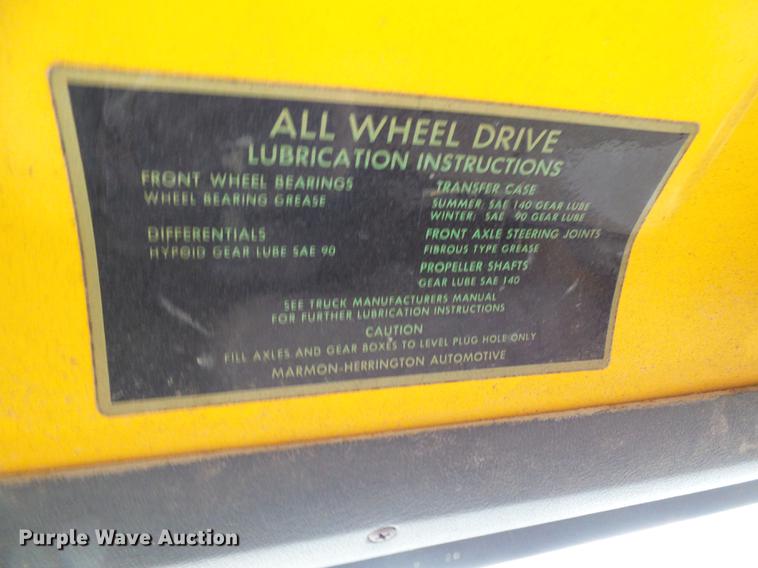 ALL WHEEL DRIVE
LUBRICATION INSTRUCTIONS
FRONT WHEEL BEARINGS
WHEEL BEARING GREASE
DIFFERENTIALS
HYPOID GEAR LUBE SAE 90
TRANSFER CASE
SUMMER: SAE 140 GEAR LUBE
WINTER: SAE 90 GEAR LUBE
FRONT AXLE STEERING JOINTS
FIBROUS TYPE GREASE
PROPELLER SHAFTS
GEAR LUBE SAE 140
SEE TRUCK MANUFACTURERS MANUAL
FOR FURTHER LUBRICATION INSTRUCTIONS
CAUTION
FILL AXLES AND GEAR BOXES TO LEVEL PLUG HOLE ONLY
MARMON-HERRINGTON AUTOMOTIVE
Purple Wave Auction